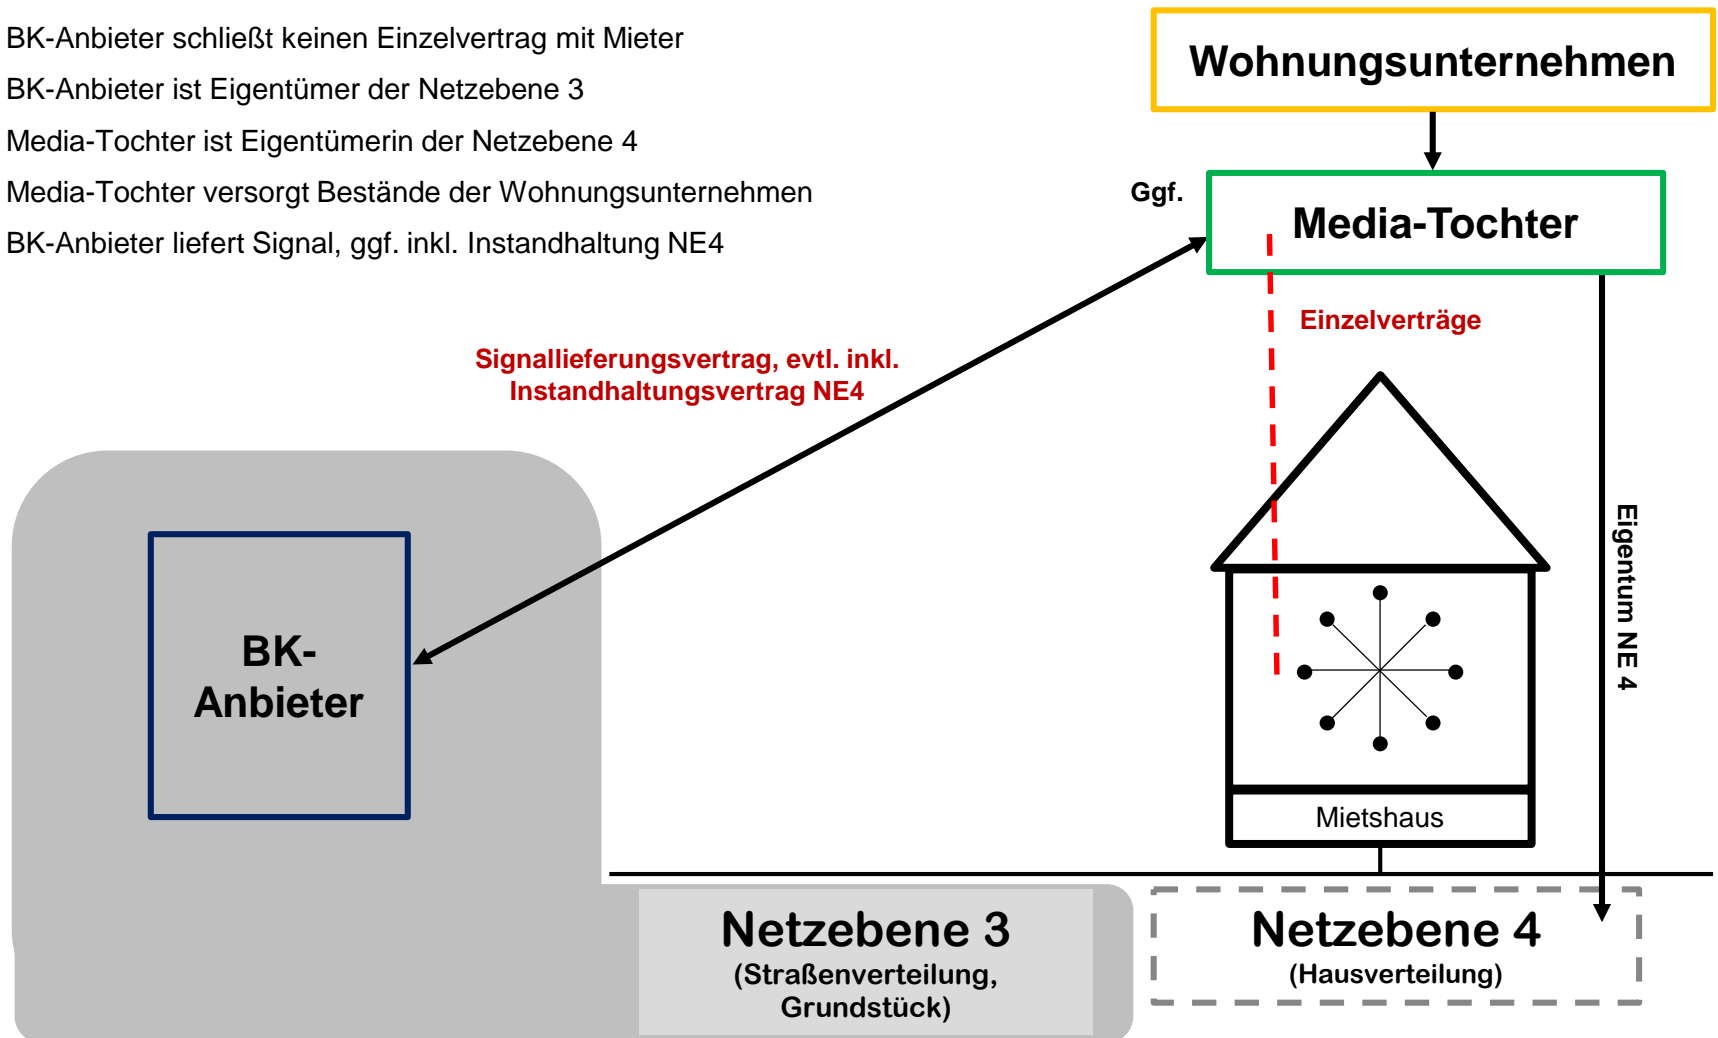 BK-Anbieter schließt keinen Einzelvertrag mit Mieter
BK-Anbieter ist Eigentümer der Netzebene 3
Media-Tochter ist Eigentümerin der Netzebene 4
Media-Tochter versorgt Bestände der Wohnungsunternehmen
BK-Anbieter liefert Signal, ggf. inkl. Instandhaltung NE4
Wohnungsunternehmen
Ggf.
Media-Tochter
Einzelverträge
Signallieferungsvertrag, evtl. inkl.
Instandhaltungsvertrag NE4
Eigentum NE 4
BK-
Anbieter
Mietshaus
Netzebene 3
(Straßenverteilung,
Grundstück)
Netzebene 4
(Hausverteilung)